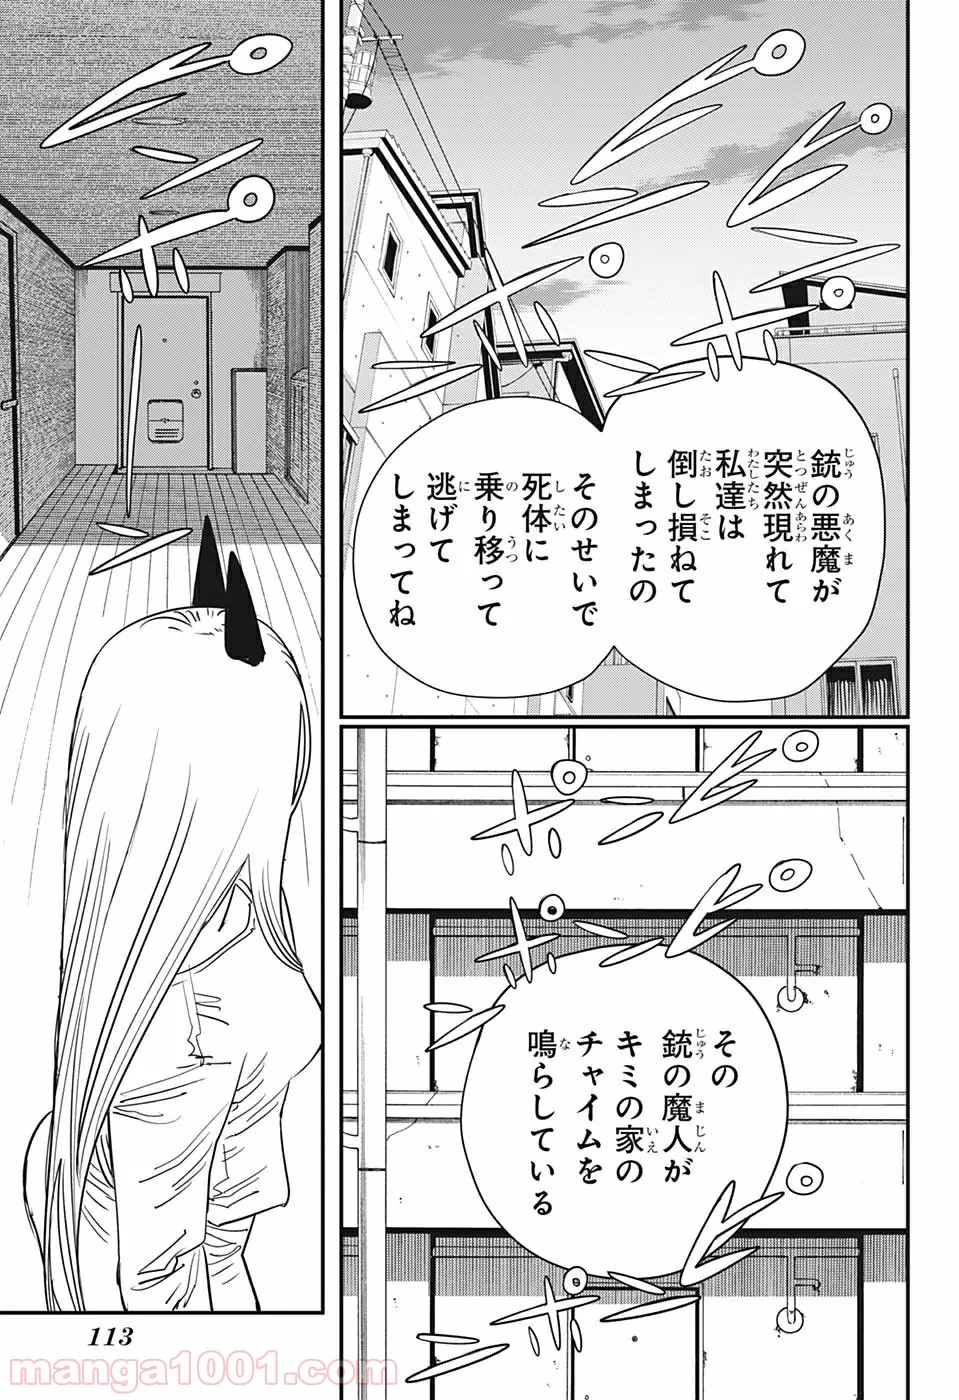 銃の悪魔が
突然現れて
私達は
倒し損ねて
しまったの
そのせいで
死体に
乗り移って
逃げて
しまってね
その
銃の魔人が
キミの家の
チャイムを
鳴らしている
113
manga1001.com